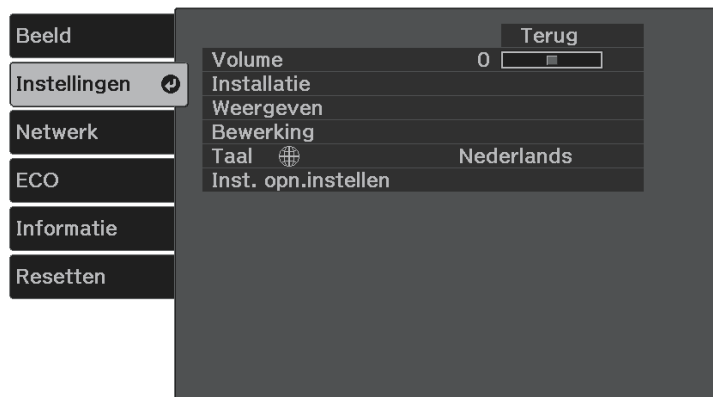 Beeld
Instellingen
Netwerk
ECO
Informatie
Resetten
Terug
Volume 0
Installatie
Weergeven
Bewerking
Taal Nederlands
Inst. opn.instellen